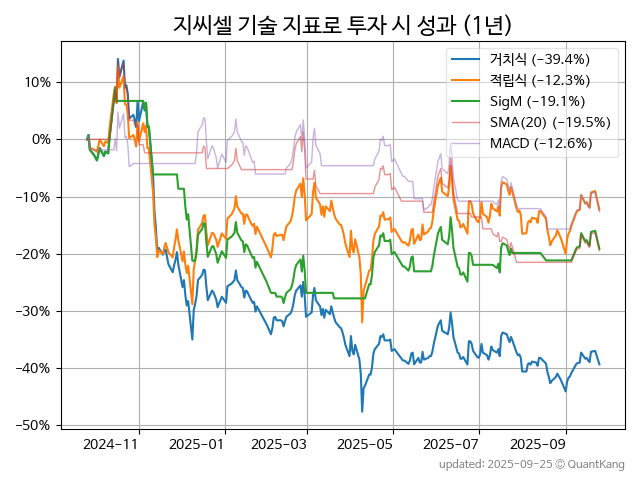 지씨셀 기술 지표로 투자 시 성과 (1년)
거치식 (−39.4%)
적립식 (−12.3%)
SigM (−19.1%)
SMA(20) (−19.5%)
MACD (−12.6%)
10%
0%
−10%
−20%
−30%
−40%
−50%
2024−11
2025−01
2025−03
2025−05
2025−07
2025−09
updated: 2025-09-25 © QuantKang